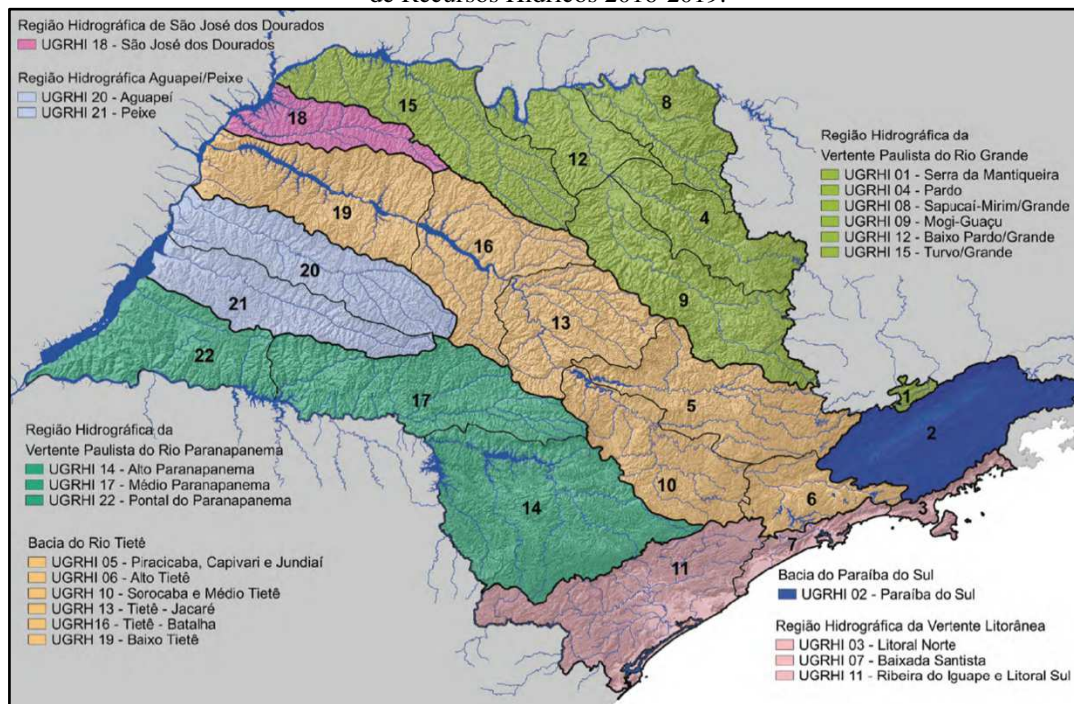 de Recursos Hídricos 2016-2019.
Região Hidrográfica de São José dos Dourados
UGRHI 18 - São José dos Dourados
Região Hidrográfica Aguapeí/Peixe
UGRHI 20 - Aguapeí
UGRHI 21 - Peixe
15
8
18
12
Região Hidrográfica da
Vertente Paulista do Rio Grande
UGRHI 01 - Serra da Mantiqueira
UGRHI 04 - Pardo
UGRHI 08 - Sapucaí-Mirim/Grande
UGRHI 09 - Mogi-Guaçu
UGRHI 12 - Baixo Pardo/Grande
UGRHI 15 - Turvo/Grande
4
19
16
20
9
21
13
22
1
17
5
2
Região Hidrográfica da
Vertente Paulista do Rio Paranapanema
UGRHI 14 - Alto Paranapanema
UGRHI 17 - Médio Paranapanema
UGRHI 22 - Pontal do Paranapanema
10
6
14
3
7
11
Bacia do Rio Tietê
UGRHI 05 - Piracicaba, Capivari e Jundiaí
UGRHI 06 - Alto Tietê
UGRH 10 - Sorocaba e Médio Tietê
UGRH 13 - Tietê - Jacaré
UGRH16 - Tietê - Batalha
UGRH 19 - Baixo Tietê
Bacia do Paraíba do Sul
UGRHI 02 - Paraíba do Sul
Região Hidrográfica da Vertente Litorânea
UGRHI 03 - Litoral Norte
UGRHI 07 - Baixada Santista
UGRHI 11 - Ribeira do Iguape e Litoral Sul